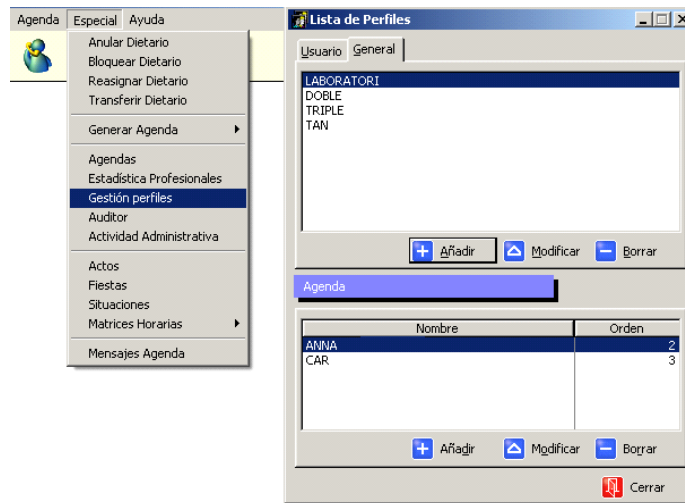 Agenda Especial Ayuda
Anular Dietario
Bloquear Dietario
Reasignar Dietario
Transferir Dietario
Generar Agenda
Agendas
Estadística Profesionales
Gestión perfiles
Auditor
Actividad Administrativa
Actos
Fiestas
Situaciones
Matrices Horarias
Mensajes Agenda
Lista de Perfiles
Usuario General
LABORATORI
DOBLE
TRIPLE
TAN
Añadir Modificar Borrar
Agenda
Nombre Orden
ANNA 2
CAR 3
Añadir Modificar Borrar
Cerrar